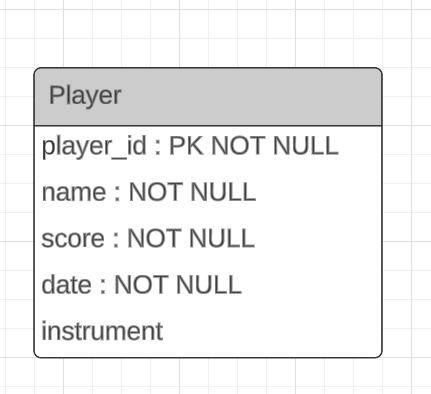 Player
player_id : PK NOT NULL
name : NOT NULL
score : NOT NULL
date : NOT NULL
instrument